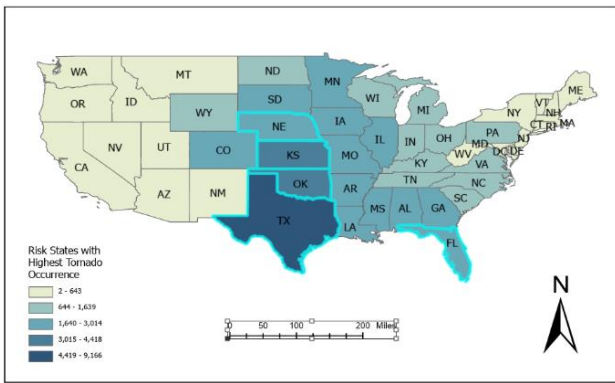 WA
MT
ND
MN
OR
ID
WY
SD
WI
MI
NY
VT
NH
ME
MA
CT
RI
NV
UT
CO
NE
IA
IL
IN
OH
PA
NJ
MD
DC
DE
WV
VA
CA
AZ
NM
KS
OK
MO
KY
TN
NC
SC
AR
MS
AL
GA
LA
TX
FL
Risk States with
Highest Tornado
Occurrence
2 - 643
644 - 1,639
1,640 - 3,014
3,015 - 4,418
4,419 - 9,166
0 50 100 200 Miles
N